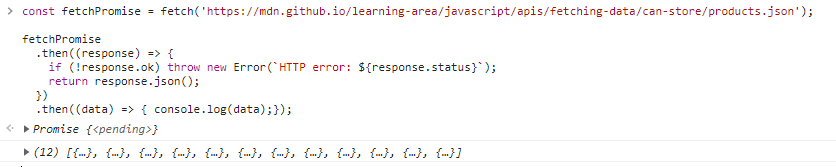 > const fetchPromise = fetch('https://mdn.github.io/learning-area/javascript/apis/fetching-data/can-store/products.json');
fetchPromise
.then((response) => {
if (!response.ok) throw new Error(`HTTP error: ${response.status}`);
return response.json();
})
.then((data) => { console.log(data);});
Promise {<pending>}
(12) [{…}, {…}, {…}, {…}, {…}, {…}, {…}, {…}, {…}, {…}, {…}, {…}]